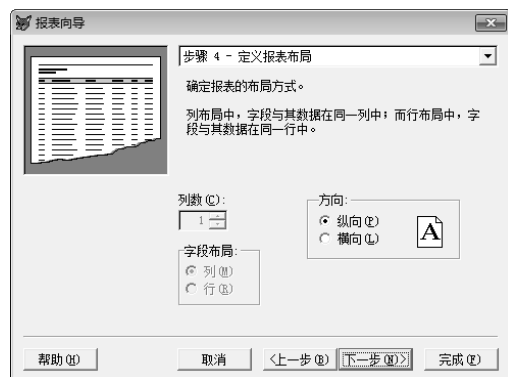 报表向导
步骤 4 - 定义报表布局
确定报表的布局方式。
列布局中，字段与其数据在同一列中；而行布局中，字
段与其数据在同一行中。
列数(C):
1
方向:
纵向(P)
横向(L)
A
字段布局:
列(M)
行(R)
帮助(H)
取消
<上一步(B)
下一步(N)>
完成(F)